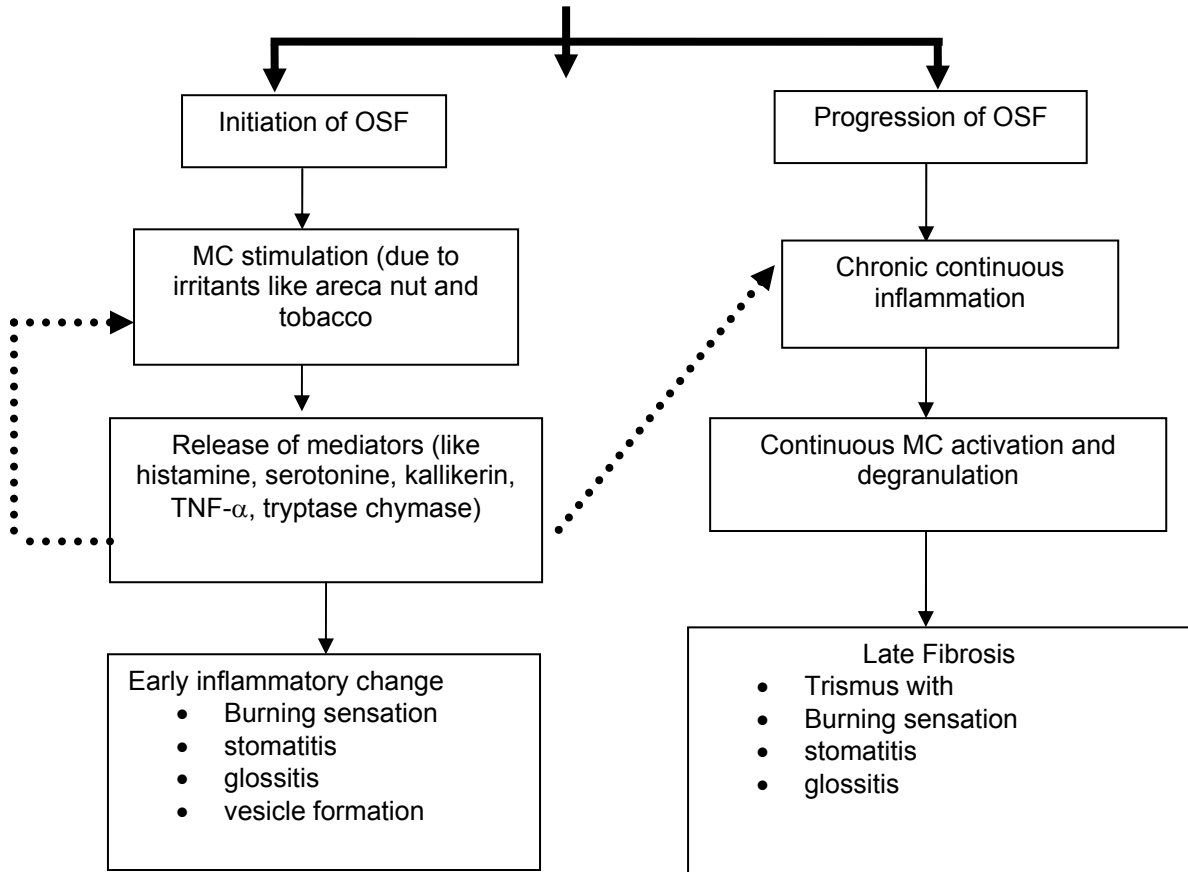 Initiation of OSF
MC stimulation (due to
irritants like areca nut and
tobacco
Release of mediators (like
histamine, serotonine, kallikerin,
TNF-α, tryptase chymase)
Early inflammatory change
• Burning sensation
• stomatitis
• glossitis
• vesicle formation
Progression of OSF
Chronic continuous
inflammation
Continuous MC activation and
degranulation
Late Fibrosis
• Trismus with
• Burning sensation
• stomatitis
• glossitis